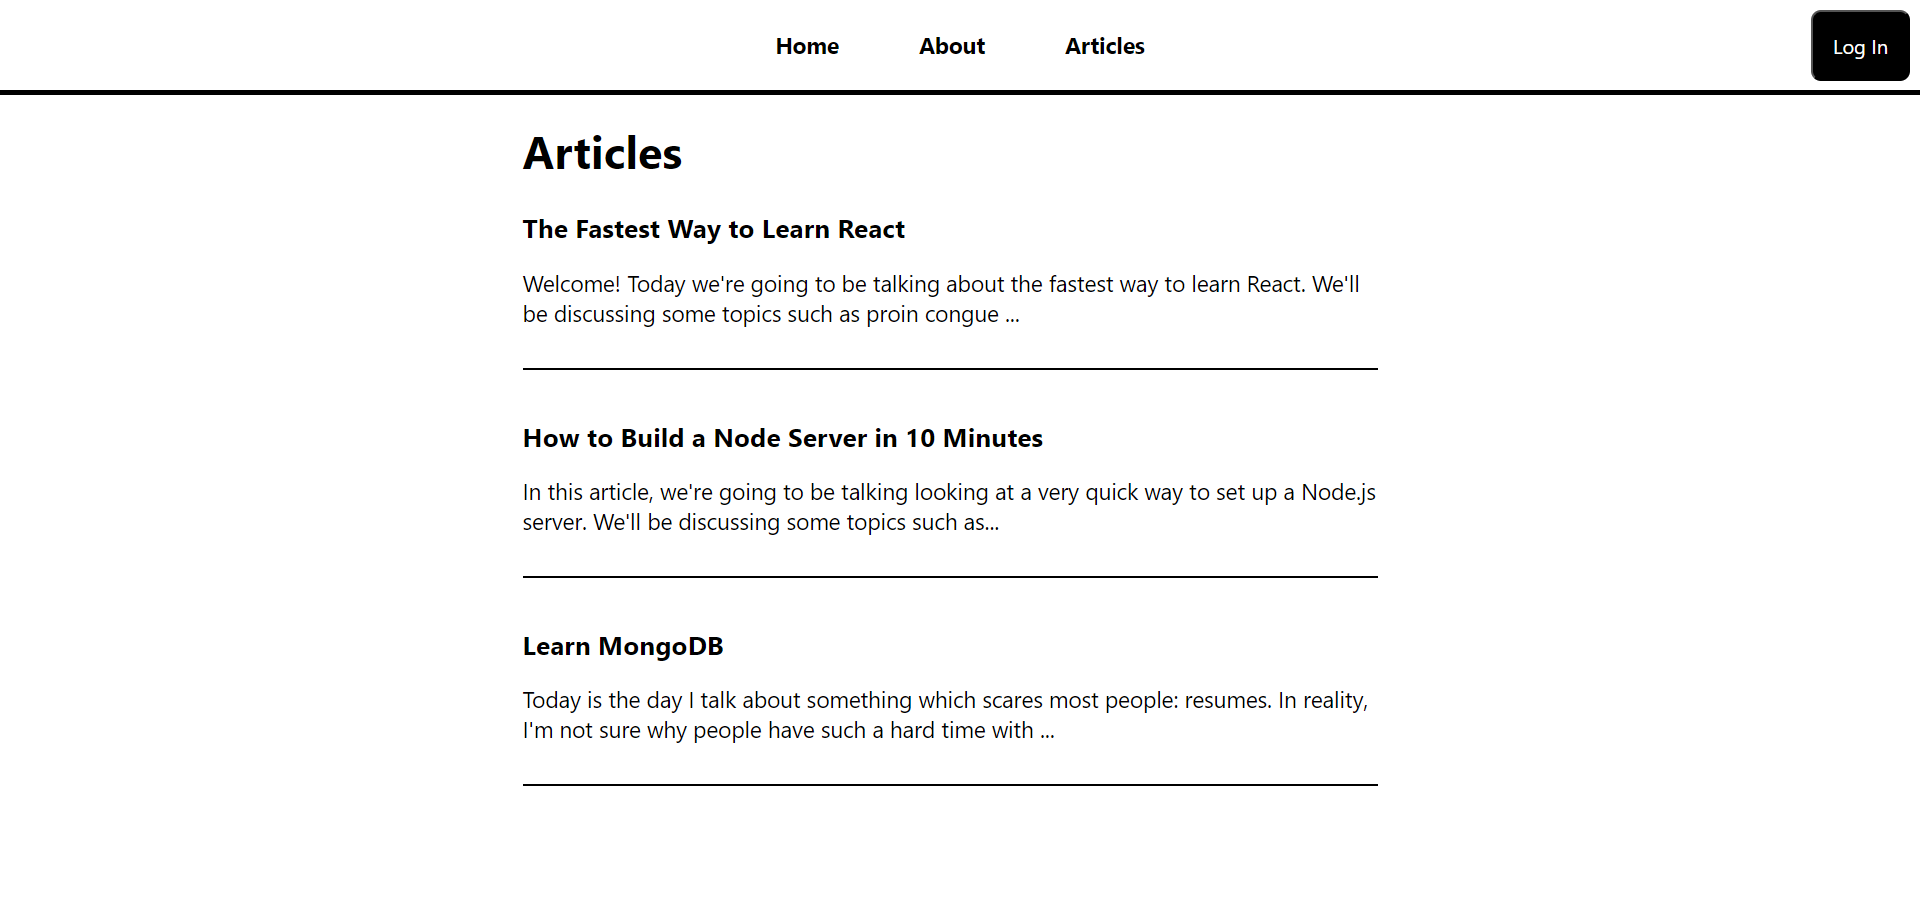 Home About Articles Log In
Articles
The Fastest Way to Learn React
Welcome! Today we're going to be talking about the fastest way to learn React. We'll
be discussing some topics such as proin congue ...
How to Build a Node Server in 10 Minutes
In this article, we're going to be talking looking at a very quick way to set up a Node.js
server. We'll be discussing some topics such as...
Learn MongoDB
Today is the day I talk about something which scares most people: resumes. In reality,
I'm not sure why people have such a hard time with ...